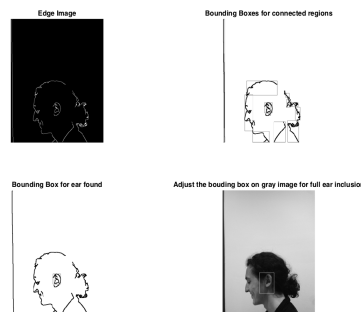 Edge Image
Bounding Boxes for connected regions
Bounding Box for ear found
Adjust the bouding box on gray image for full ear inclusion